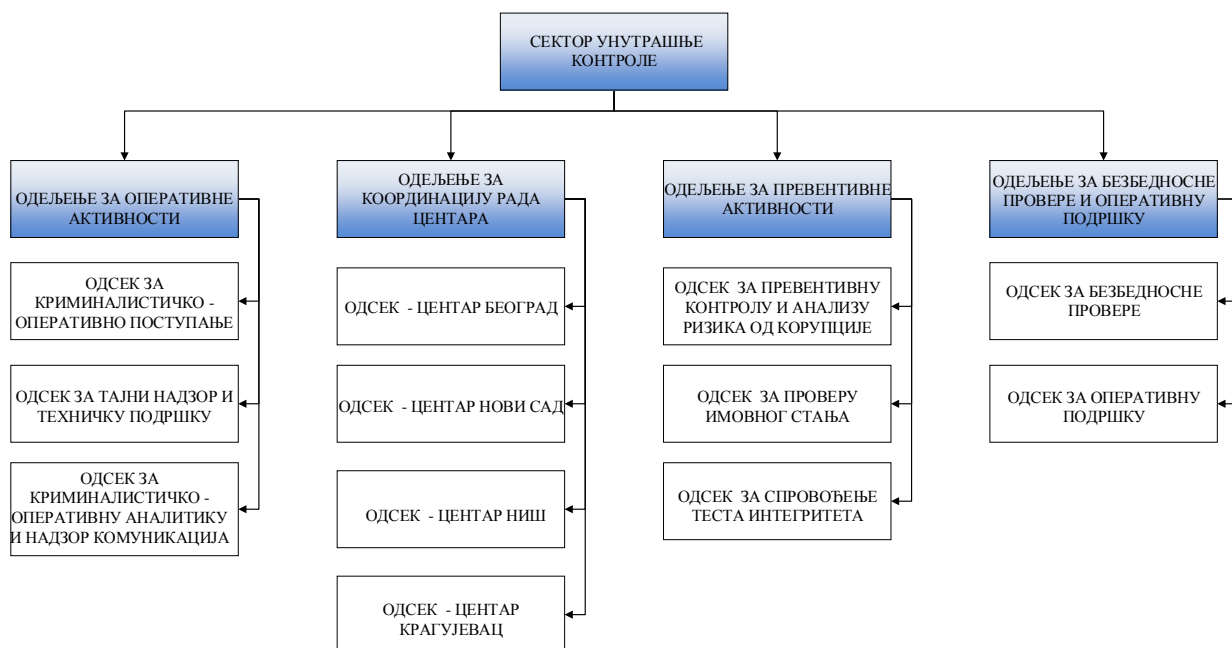 СЕКТОР УНУТРАШЊЕ
КОНТРОЛЕ
ОДЕЉЕЊЕ ЗА ОПЕРАТИВНЕ
АКТИВНОСТИ
ОДСЕК ЗА
КРИМИНАЛИСТИЧКО -
ОПЕРАТИВНО ПОСТУПАЊЕ
ОДСЕК ЗА ТАЈНИ НАДЗОР И
ТЕХНИЧКУ ПОДРШКУ
ОДСЕК ЗА
КРИМИНАЛИСТИЧКО -
ОПЕРАТИВНУ АНАЛИТИКУ
И НАДЗОР КОМУНИКАЦИЈА
ОДЕЉЕЊЕ ЗА
КООРДИНАЦИЈУ РАДА
ЦЕНТАРА
ОДСЕК - ЦЕНТАР БЕОГРАД
ОДСЕК - ЦЕНТАР НОВИ САД
ОДСЕК - ЦЕНТАР НИШ
ОДСЕК - ЦЕНТАР
КРАГУЈЕВАЦ
ОДЕЉЕЊЕ ЗА ПРЕВЕНТИВНЕ
АКТИВНОСТИ
ОДСЕК ЗА ПРЕВЕНТИВНУ
КОНТРОЛУ И АНАЛИЗУ
РИЗИКА ОД КОРУПЦИЈЕ
ОДСЕК ЗА ПРОВЕРУ
ИМОВНОГ СТАЊА
ОДСЕК ЗА СПРОВОЂЕЊЕ
ТЕСТА ИНТЕГРИТЕТА
ОДЕЉЕЊЕ ЗА БЕЗБЕДНОСНЕ
ПРОВЕРЕ И ОПЕРАТИВНУ
ПОДРШКУ
ОДСЕК ЗА БЕЗБЕДНОСНЕ
ПРОВЕРЕ
ОДСЕК ЗА ОПЕРАТИВНУ
ПОДРШКУ